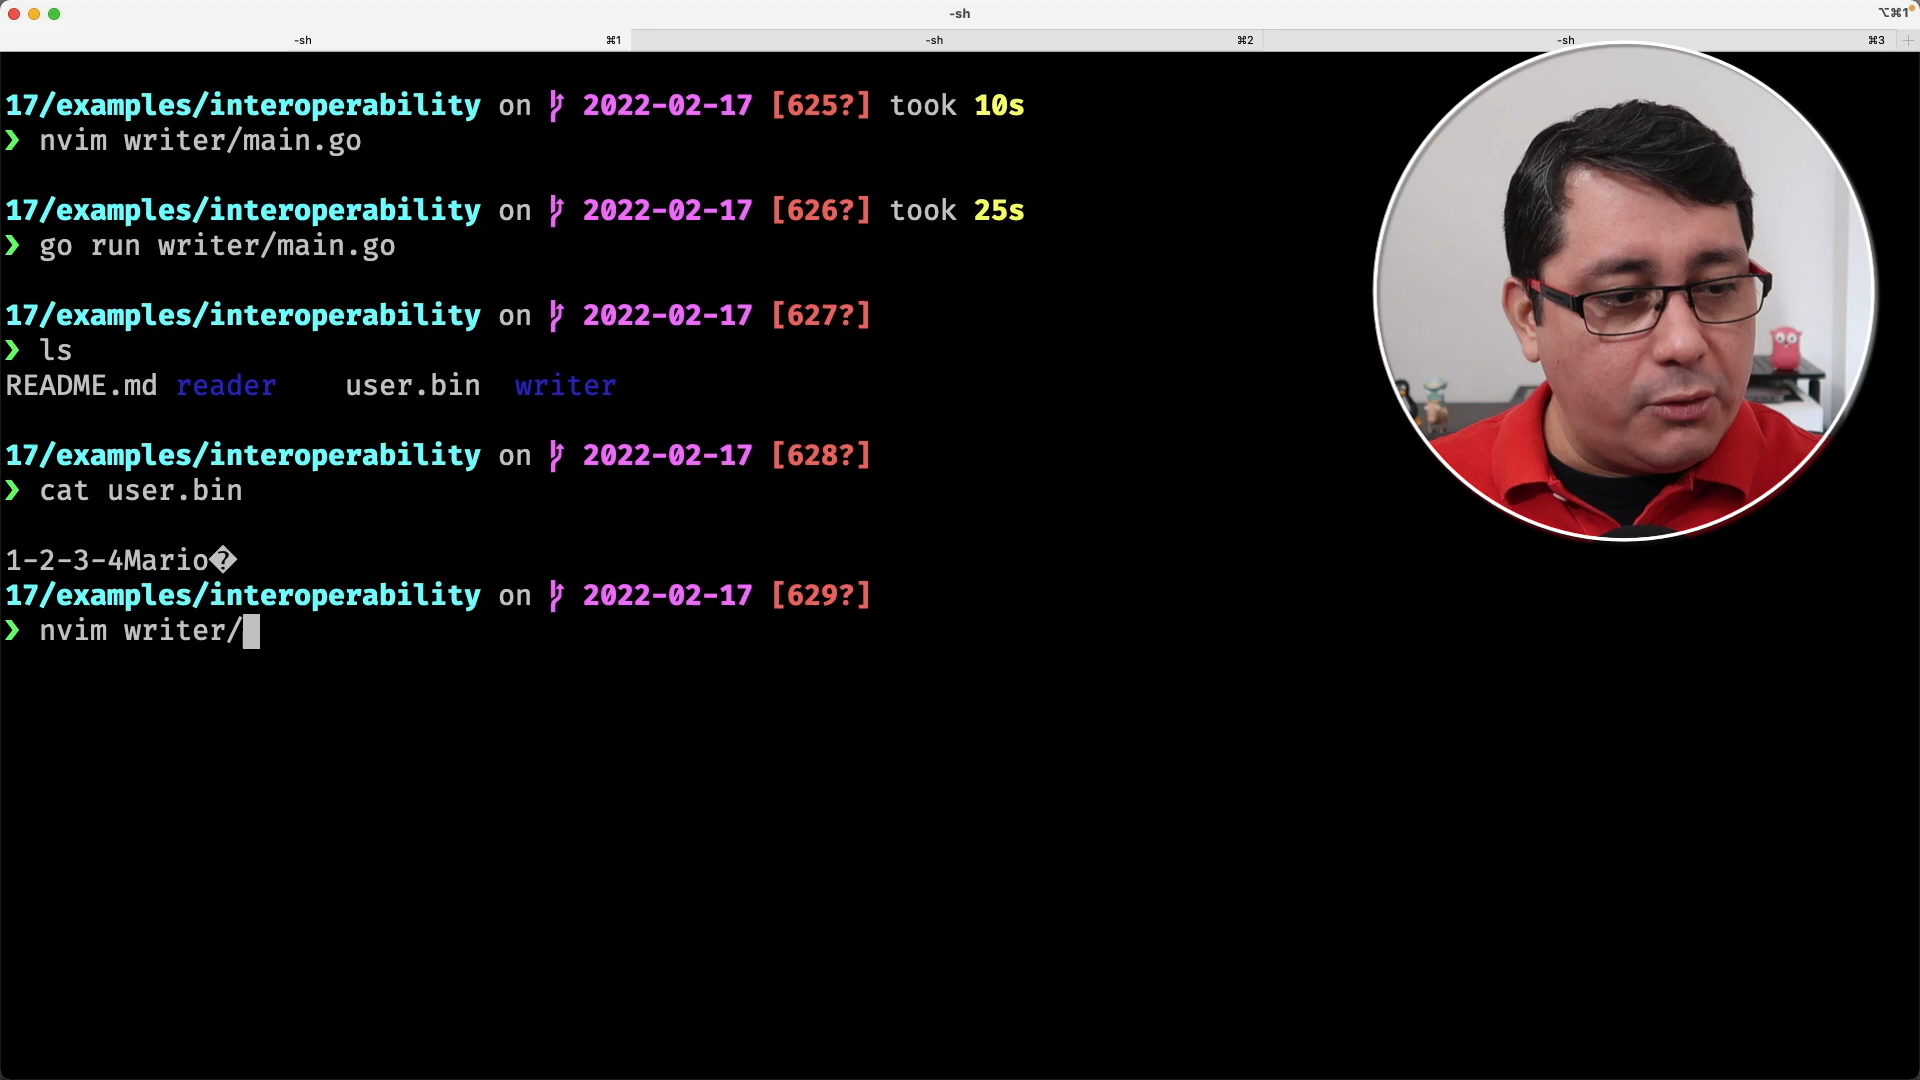 -sh
⌥⌘1
-sh ⌘1 -sh ⌘2 -sh ⌘3
17/examples/interoperability on 2022-02-17 [625?] took 10s
❯ nvim writer/main.go
17/examples/interoperability on 2022-02-17 [626?] took 25s
❯ go run writer/main.go
17/examples/interoperability on 2022-02-17 [627?]
❯ ls
README.md reader user.bin writer
17/examples/interoperability on 2022-02-17 [628?]
❯ cat user.bin
1-2-3-4Mario�
17/examples/interoperability on 2022-02-17 [629?]
❯ nvim writer/